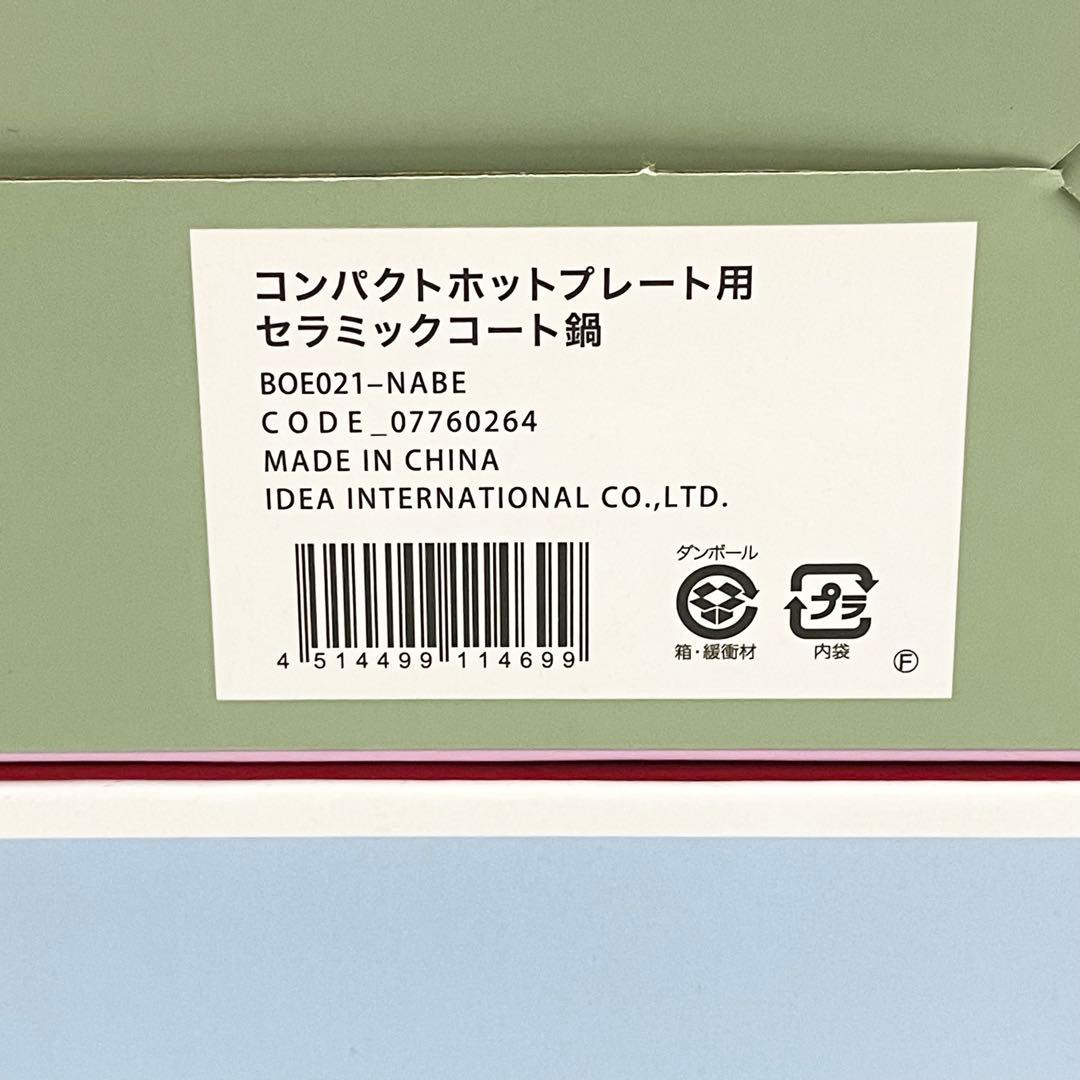 コンパクトホットプレート用
セラミックコート鍋
BOE021-NABE
CODE_07760264
MADE IN CHINA
IDEA INTERNATIONAL CO.,LTD.
4 514499 114699
ダンボール
箱・緩衝材
プラ
内袋
Ⓕ